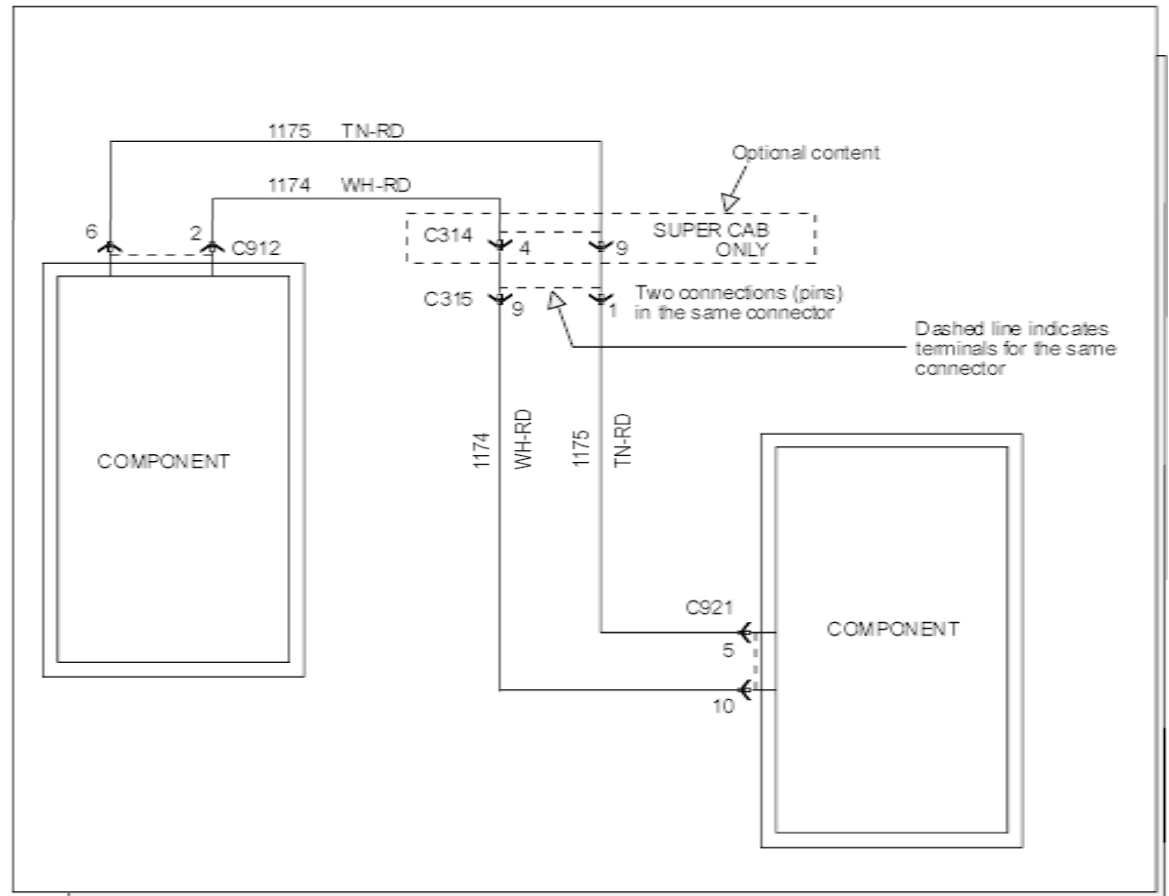 1175 TN-RD
Optional content
1174 WH-RD
6
2
C912
C314
4
9
SUPER CAB
ONLY
C315
9
1
Two connections (pins)
in the same connector
Dashed line indicates
terminals for the same
connector
1174
WH-RD
1175
TN-RD
COMPONENT
C921
5
10
COMPONENT